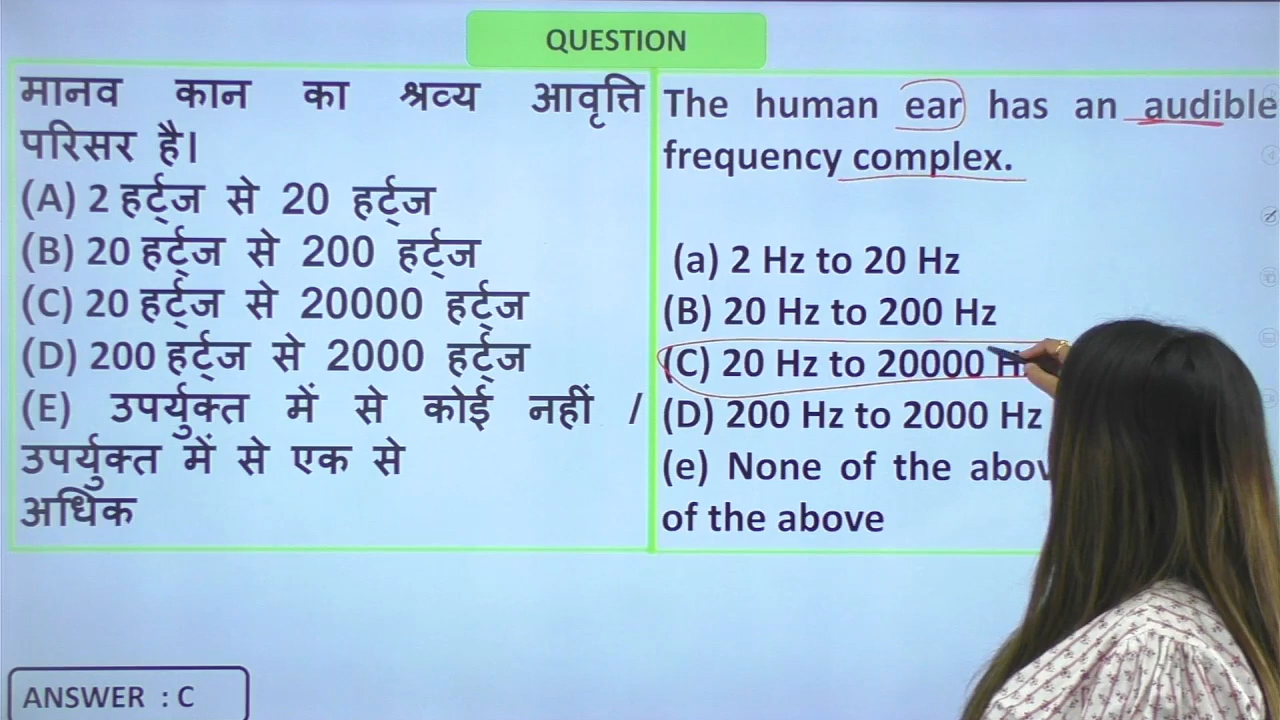 QUESTION
मानव कान का श्रव्य आवृत्ति
परिसर है।
(A) 2 हर्ट्ज से 20 हर्ट्ज
(B) 20 हर्ट्ज से 200 हर्ट्ज
(C) 20 हर्ट्ज से 20000 हर्ट्ज
(D) 200 हर्ट्ज से 2000 हर्ट्ज
(E) उपर्युक्त में से कोई नहीं /
उपर्युक्त में से एक से
अधिक
The human ear has an audible
frequency complex.
(a) 2 Hz to 20 Hz
(B) 20 Hz to 200 Hz
(C) 20 Hz to 20000
(D) 200 Hz to 2000 Hz
(e) None of the
of the above
ANSWER : C